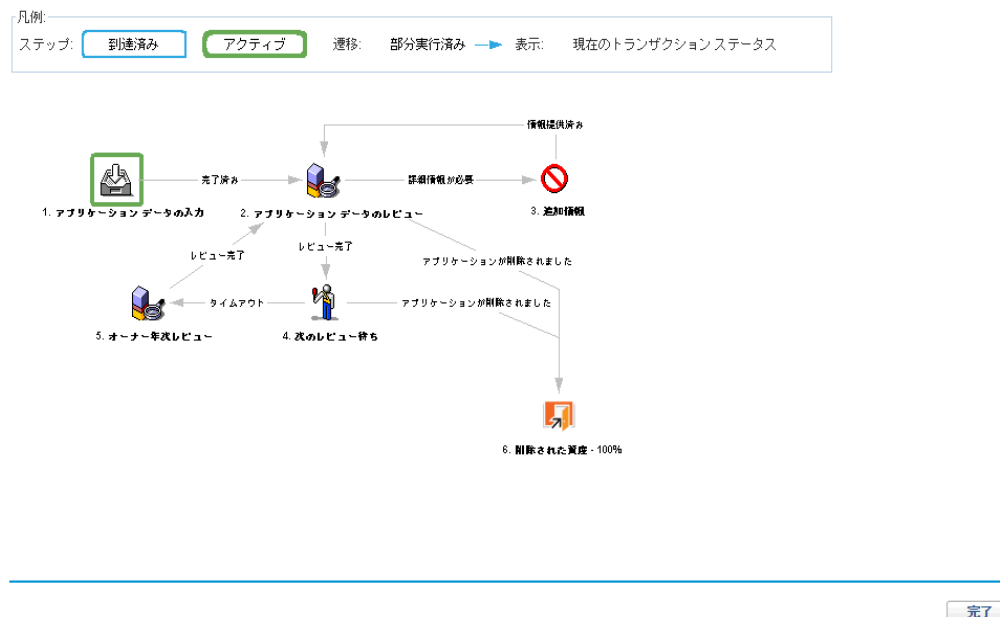 凡例:
ステップ: 到達済み アクティブ 遷移: 部分実行済み 表示: 現在のトランザクション ステータス
情報提供済み
完了済み
詳細情報が必要
1. アプリケーション データの入力
2. アプリケーション データのレビュー
3. 追加情報
レビュー完了
レビュー完了
アプリケーションが削除されました
タイムアウト
アプリケーションが削除されました
5. オーナー年次レビュー
4. 次のレビュー待ち
6. 削除された資産 - 100%
完了